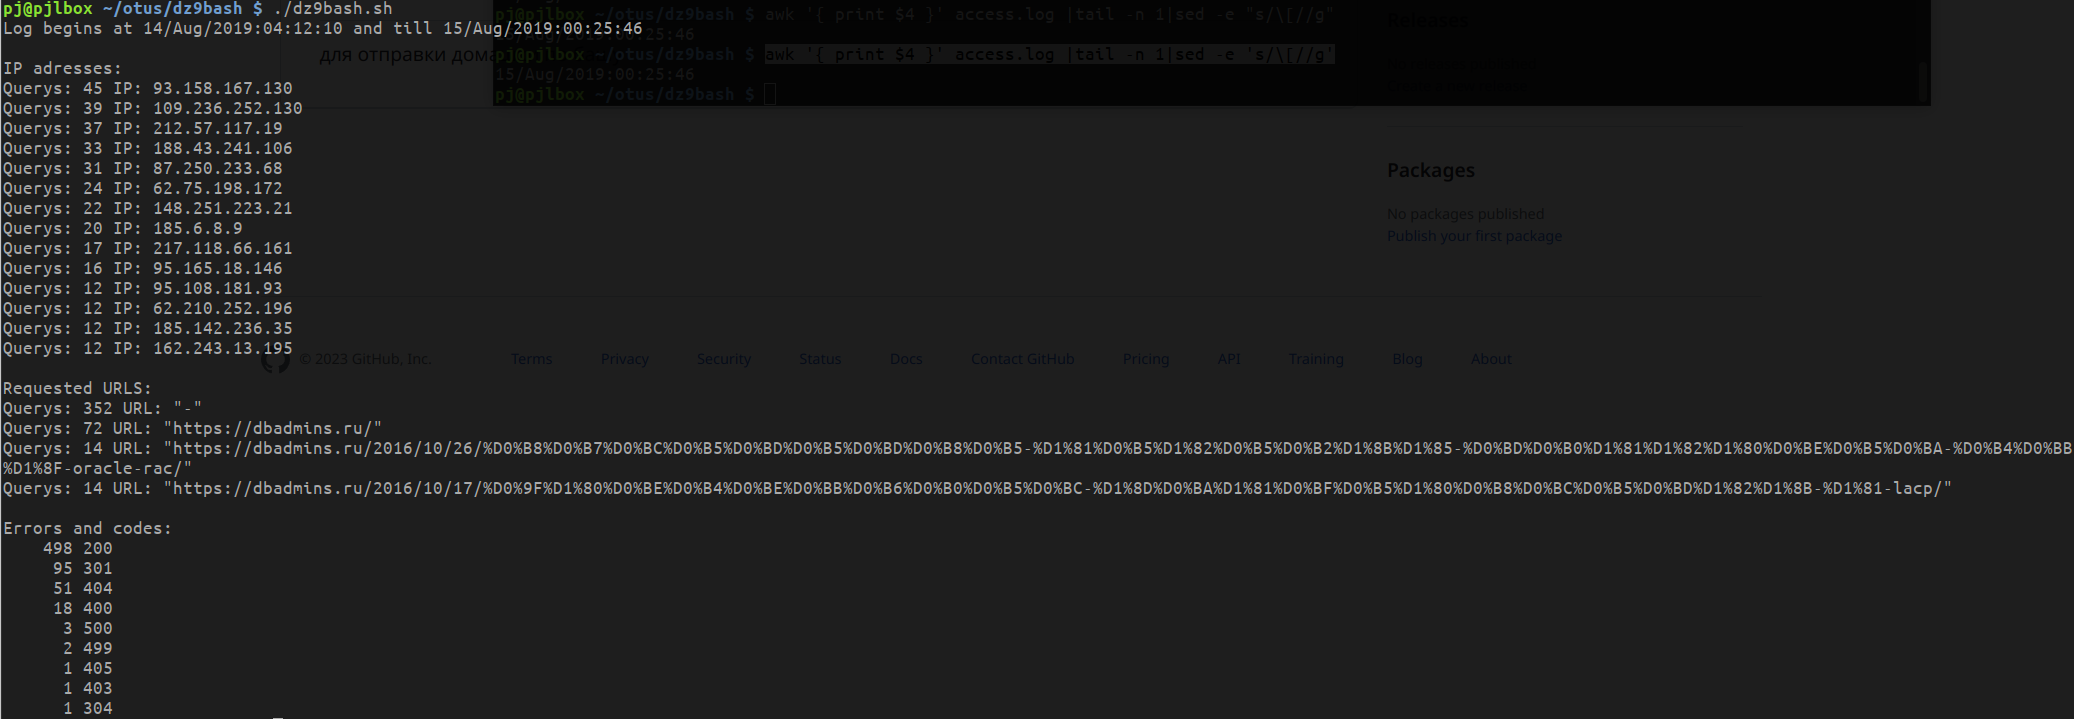 pj@pjlbox ~/otus/dz9bash $ ./dz9bash.sh
Log begins at 14/Aug/2019:04:12:10 and till 15/Aug/2019:00:25:46
IP adresses:
Querys: 45 IP: 93.158.167.130
Querys: 39 IP: 109.236.252.130
Querys: 37 IP: 212.57.117.19
Querys: 33 IP: 188.43.241.106
Querys: 31 IP: 87.250.233.68
Querys: 24 IP: 62.75.198.172
Querys: 22 IP: 148.251.223.21
Querys: 20 IP: 185.6.8.9
Querys: 17 IP: 217.118.66.161
Querys: 16 IP: 95.165.18.146
Querys: 12 IP: 95.108.181.93
Querys: 12 IP: 62.210.252.196
Querys: 12 IP: 185.142.236.35
Querys: 12 IP: 162.243.13.195
Requested URLS:
Querys: 352 URL: "-"
Querys: 72 URL: "https://dbadmins.ru/"
Querys: 14 URL: "https://dbadmins.ru/2016/10/26/%D0%B8%D0%B7%D0%BC%D0%B5%D0%BD%D0%B5%D0%BD%D0%B8%D0%B5-%D1%81%D0%B5%D1%82%D0%B5%D0%B2%D1%8B%D1%85-%D0%BD%D0%B0%D1%81%D1%82%D1%80%D0%BE%D0%B5%D0%BA-%D0%B4%D0%BB
%D1%8F-oracle-rac/"
Querys: 14 URL: "https://dbadmins.ru/2016/10/17/%D0%9F%D1%80%D0%BE%D0%B4%D0%BE%D0%BB%D0%B6%D0%B0%D0%B5%D0%BC-%D1%8D%D0%BA%D1%81%D0%BF%D0%B5%D1%80%D0%B8%D0%BC%D0%B5%D0%BD%D1%82%D1%8B-%D1%81-lacp/"
Errors and codes:
498 200
95 301
51 404
18 400
3 500
2 499
1 405
1 403
1 304
pj@pjlbox ~/otus/dz9bash $ awk '{ print $4 }' access.log |tail -n 1|sed -e "s/\[//g"
15/Aug/2019:00:25:46
pj@pjlbox ~/otus/dz9bash $ awk '{ print $4 }' access.log |tail -n 1|sed -e 's/\[//g'
15/Aug/2019:00:25:46
pj@pjlbox ~/otus/dz9bash $
для отправки дома
Releases
Packages
No packages published
Publish your first package
© 2023 GitHub, Inc. Terms Privacy Security Status Docs Contact GitHub Pricing API Training Blog About